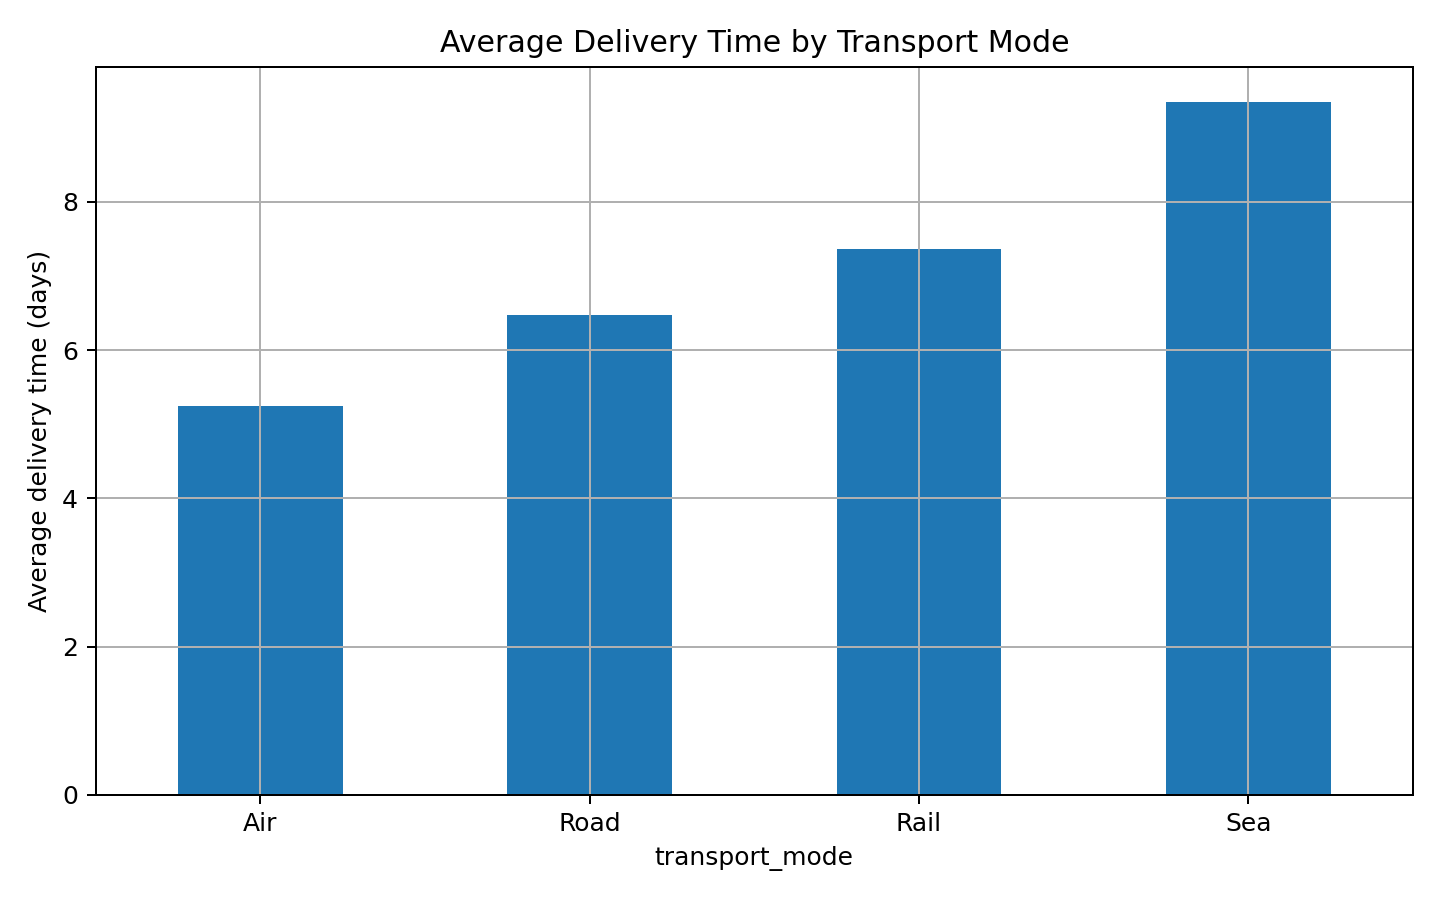 Average Delivery Time by Transport Mode
Average delivery time (days)
8
6
4
2
0
Air Road Rail Sea
transport_mode